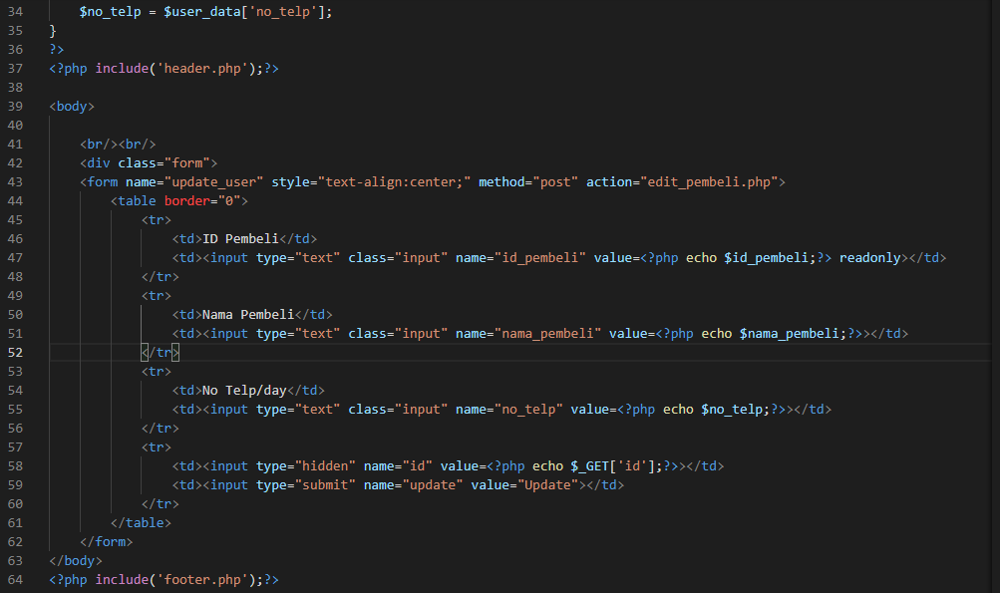 34 $no_telp = $user_data['no_telp'];
35 }
36 ?>
37 <?php include('header.php');?>
38
39 <body>
40
41 <br/><br/>
42 <div class="form">
43 <form name="update_user" style="text-align:center;" method="post" action="edit_pembeli.php">
44 <table border="0">
45 <tr>
46 <td>ID Pembeli</td>
47 <td><input type="text" class="input" name="id_pembeli" value=<?php echo $id_pembeli;?> readonly></td>
48 </tr>
49 <tr>
50 <td>Nama Pembeli</td>
51 <td><input type="text" class="input" name="nama_pembeli" value=<?php echo $nama_pembeli;?>></td>
52 </tr>
53 <tr>
54 <td>No Telp/day</td>
55 <td><input type="text" class="input" name="no_telp" value=<?php echo $no_telp;?>></td>
56 </tr>
57 <tr>
58 <td><input type="hidden" name="id" value=<?php echo $_GET['id'];?>></td>
59 <td><input type="submit" name="update" value="Update"></td>
60 </tr>
61 </table>
62 </form>
63 </body>
64 <?php include('footer.php');?>